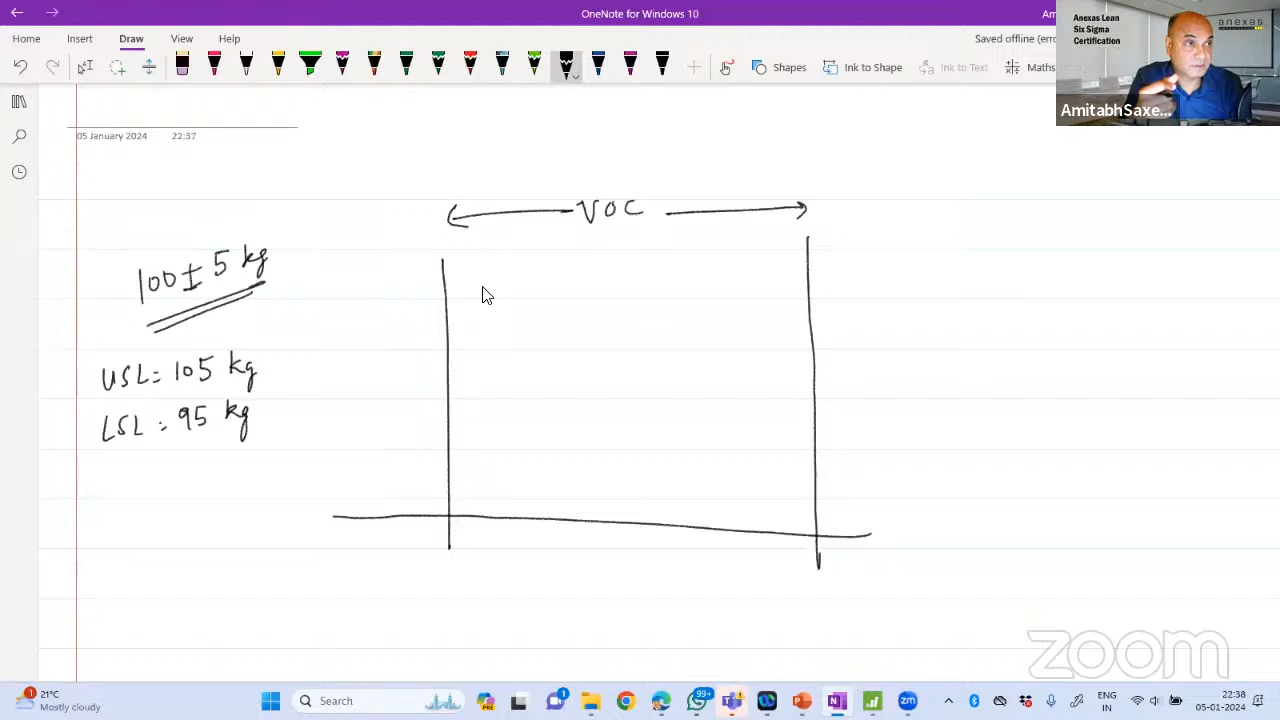 OneNote for Windows 10
Home Insert Draw View Help
Saved offline (erro
Shapes Ink to Shape Ink to Text Maths
Anexas Lean
Six Sigma
Certification
anexas
AmitabhSaxe...
05 January 2024 22:37
VOC
100 ± 5 kg
USL = 105 kg
LSL = 95 kg
zoom
21°C
Mostly cloudy
Search
1
99+
ENG
IN
22:38
05-01-2024